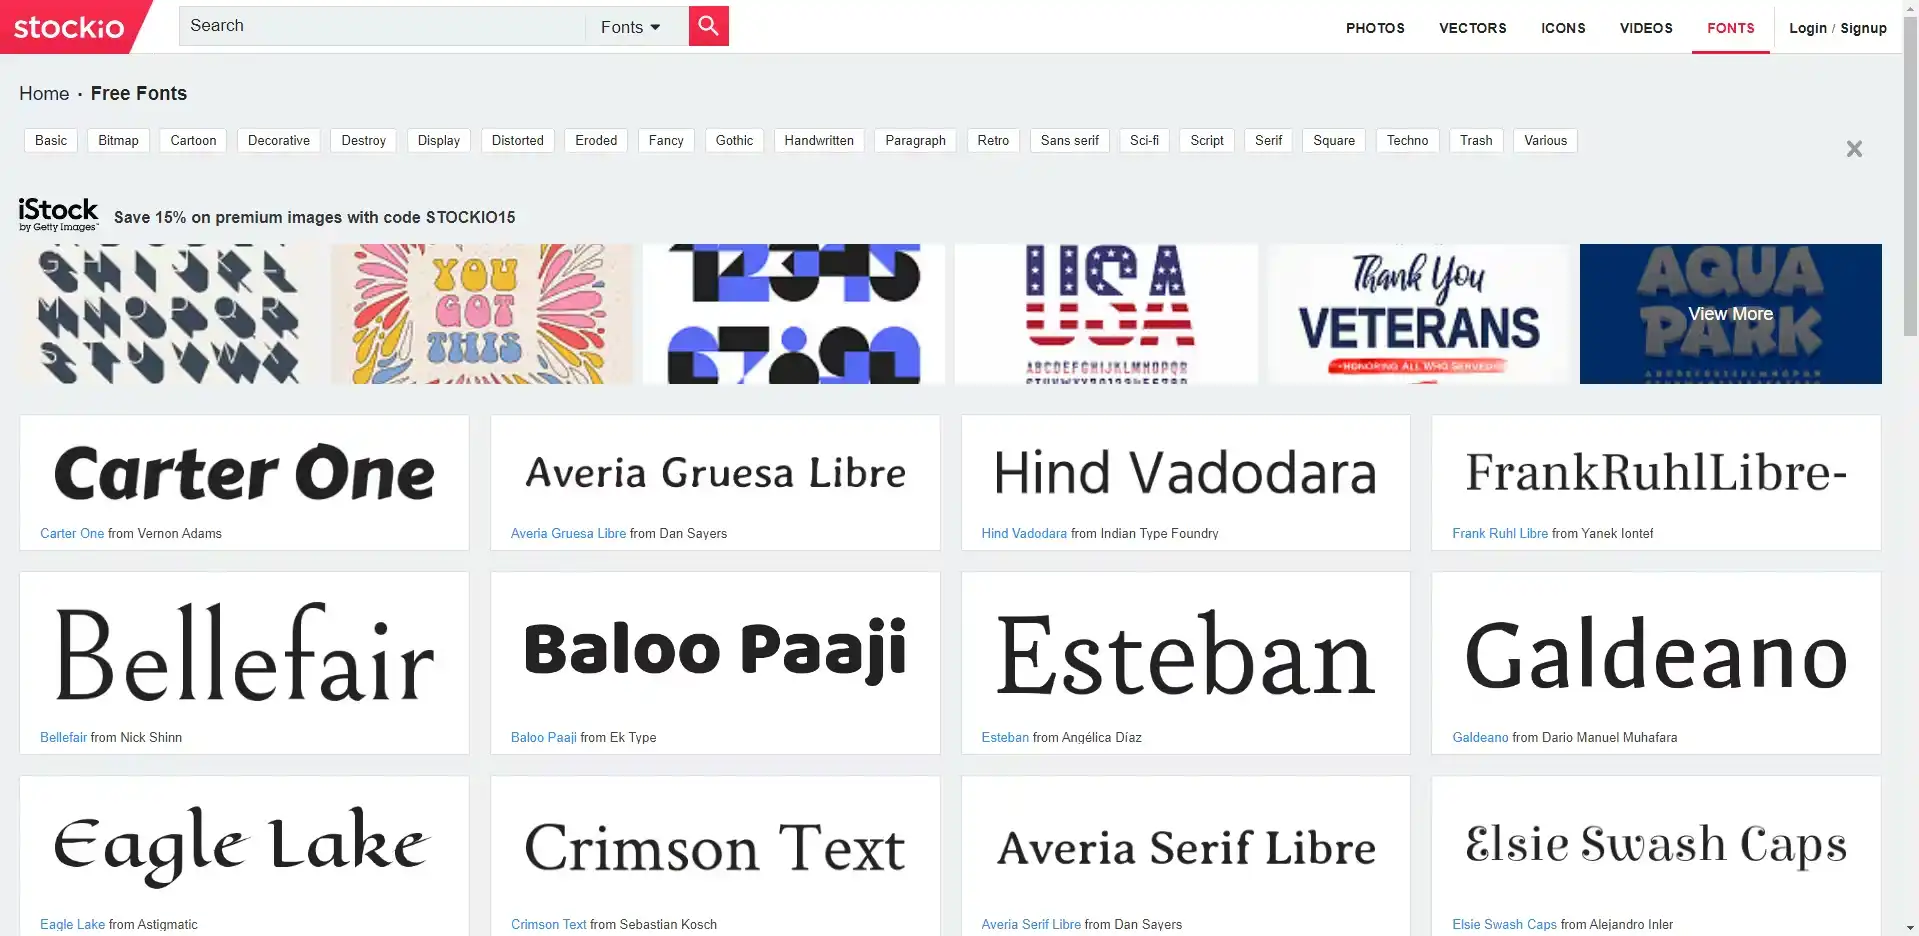 stockio
Search
Fonts
PHOTOS
VECTORS
ICONS
VIDEOS
FONTS
Login / Signup
Home · Free Fonts
Basic
Bitmap
Cartoon
Decorative
Destroy
Display
Distorted
Eroded
Fancy
Gothic
Handwritten
Paragraph
Retro
Sans serif
Sci-fi
Script
Serif
Square
Techno
Trash
Various
iStock
by Getty Images™
Save 15% on premium images with code STOCKIO15
GHIJKL
MNOPQR
STUVWX
YOU
GOT
THIS
12345
67890
USA
ABCDEFGHIJKLMNOPQR
STUVWXYZ0123456789
Thank You
VETERANS
HONORING ALL WHO SERVED
AQUA
PARK
View More
Carter One
Carter One from Vernon Adams
Averia Gruesa Libre
Averia Gruesa Libre from Dan Sayers
Hind Vadodara
Hind Vadodara from Indian Type Foundry
FrankRuhlLibre-
Frank Ruhl Libre from Yanek Iontef
Bellefair
Bellefair from Nick Shinn
Baloo Paaji
Baloo Paaji from Ek Type
Esteban
Esteban from Angélica Díaz
Galdeano
Galdeano from Dario Manuel Muhafara
Eagle Lake
Eagle Lake from Astigmatic
Crimson Text
Crimson Text from Sebastian Kosch
Averia Serif Libre
Averia Serif Libre from Dan Sayers
Elsie Swash Caps
Elsie Swash Caps from Alejandro Inler